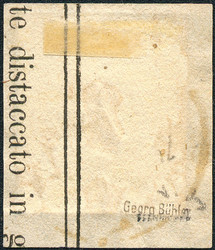 te distaccato in g
Georg Bühler